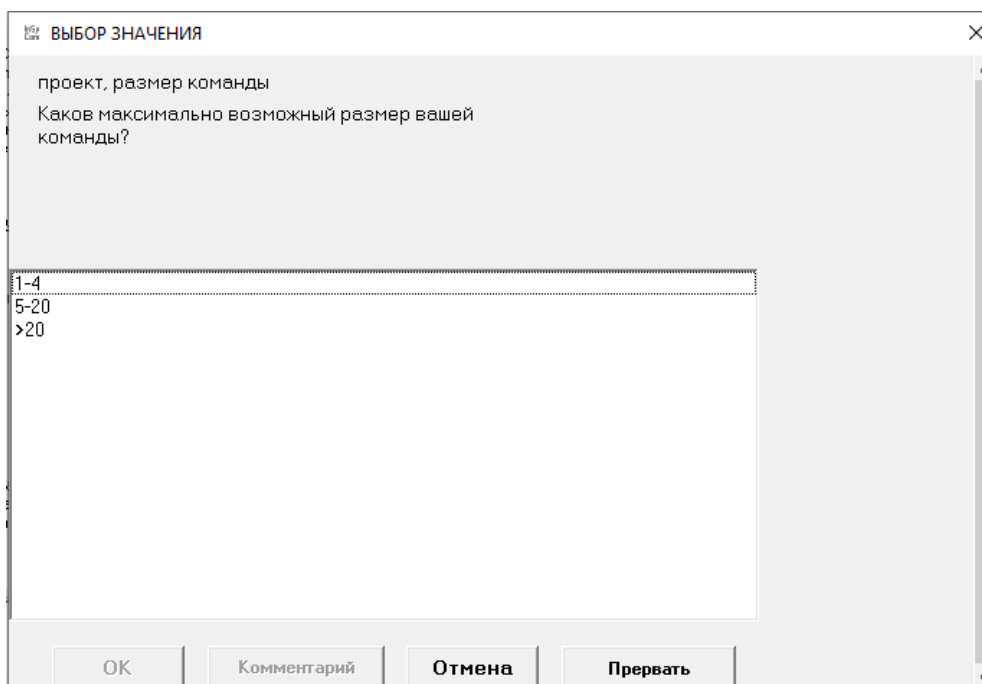 ВЫБОР ЗНАЧЕНИЯ
проект, размер команды
Каков максимально возможный размер вашей
команды?
1-4
5-20
>20
OK
Комментарий
Отмена
Прервать